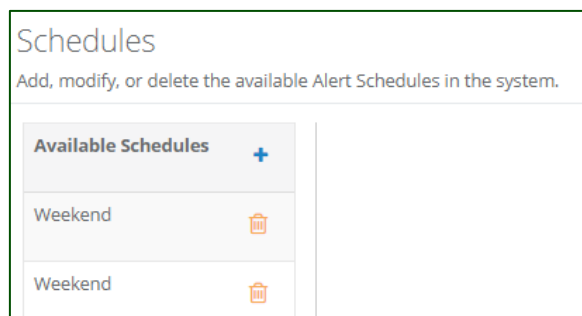 Schedules
Add, modify, or delete the available Alert Schedules in the system.
Available Schedules
Weekend
Weekend